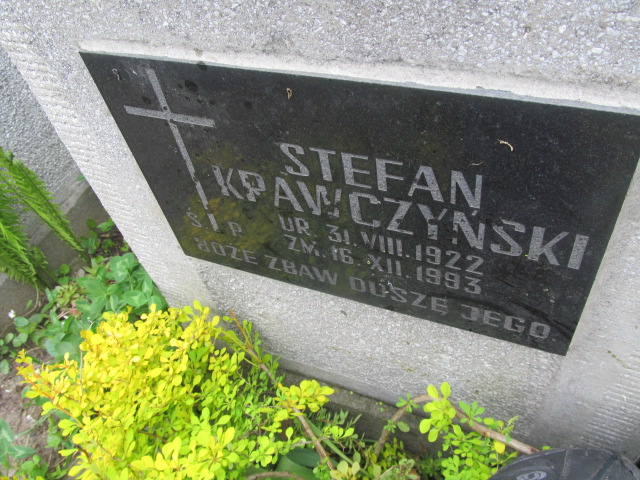 STEFAN
KRAWCZYŃSKI
Ś P UR. 31. VIII. 1922
ZM. 16. XII. 1993
BOŻE ZBAW DUSZĘ JEGO